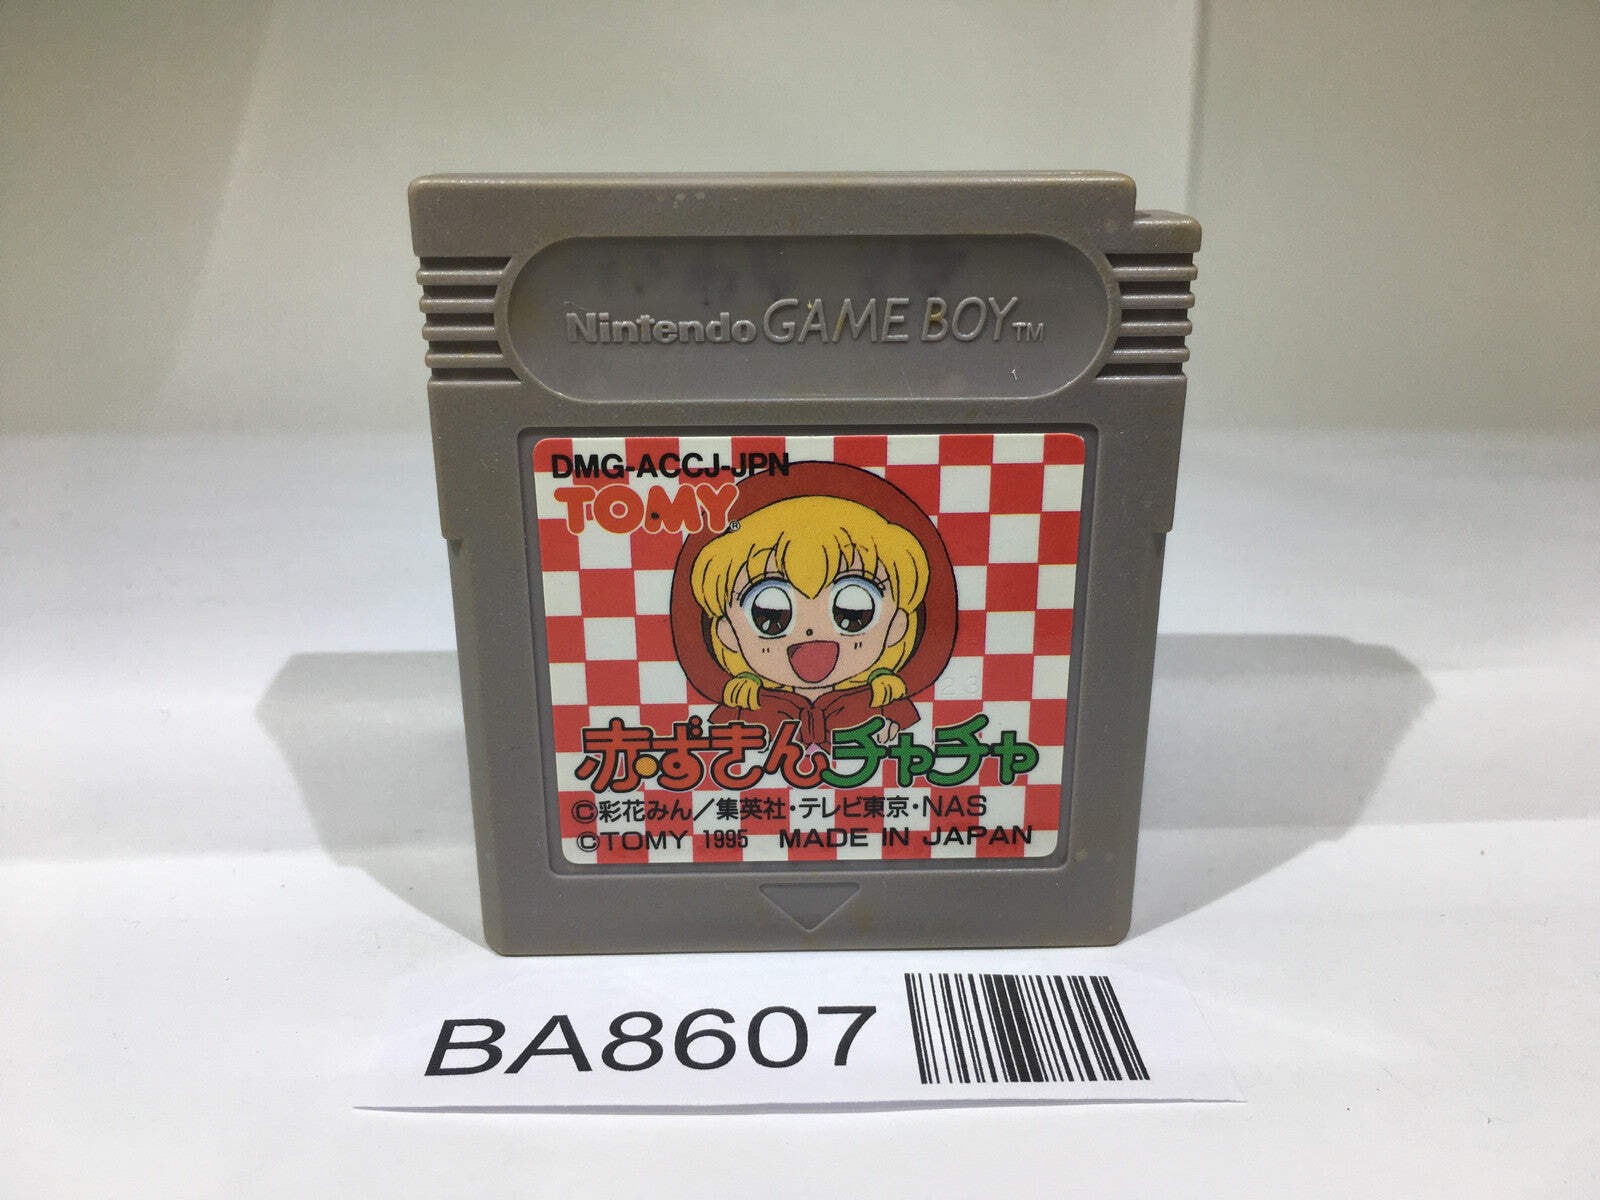 Nintendo GAME BOY TM
DMG-ACCJ-JPN
TOMY®
23
赤ずきんチャチャ
©彩花みん／集英社・テレビ東京・NAS
©TOMY 1995 MADE IN JAPAN
BA8607